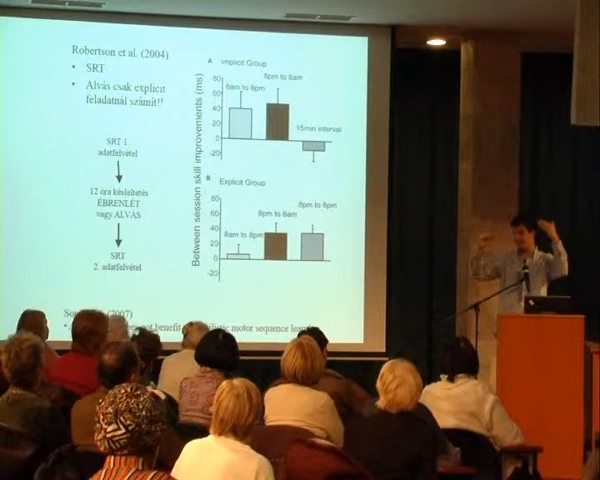 Robertson et al. (2004)
• SRT
• Alvás csak explicit
feladatnál számít!!
SRT 1
adatfelvétel
12 óra késleltetés
ÉBRENLÉT
vagy ALVÁS
SRT
2. adatfelvétel
Between session skill improvements (ms)
A Implicit Group
80
60
40
20
0
-20
8am to 8pm
8pm to 8am
15min interval
B Explicit Group
80
60
40
20
0
-20
8am to 8pm
8pm to 8am
8pm to 8pm
(2007)
not benefit
motor sequence